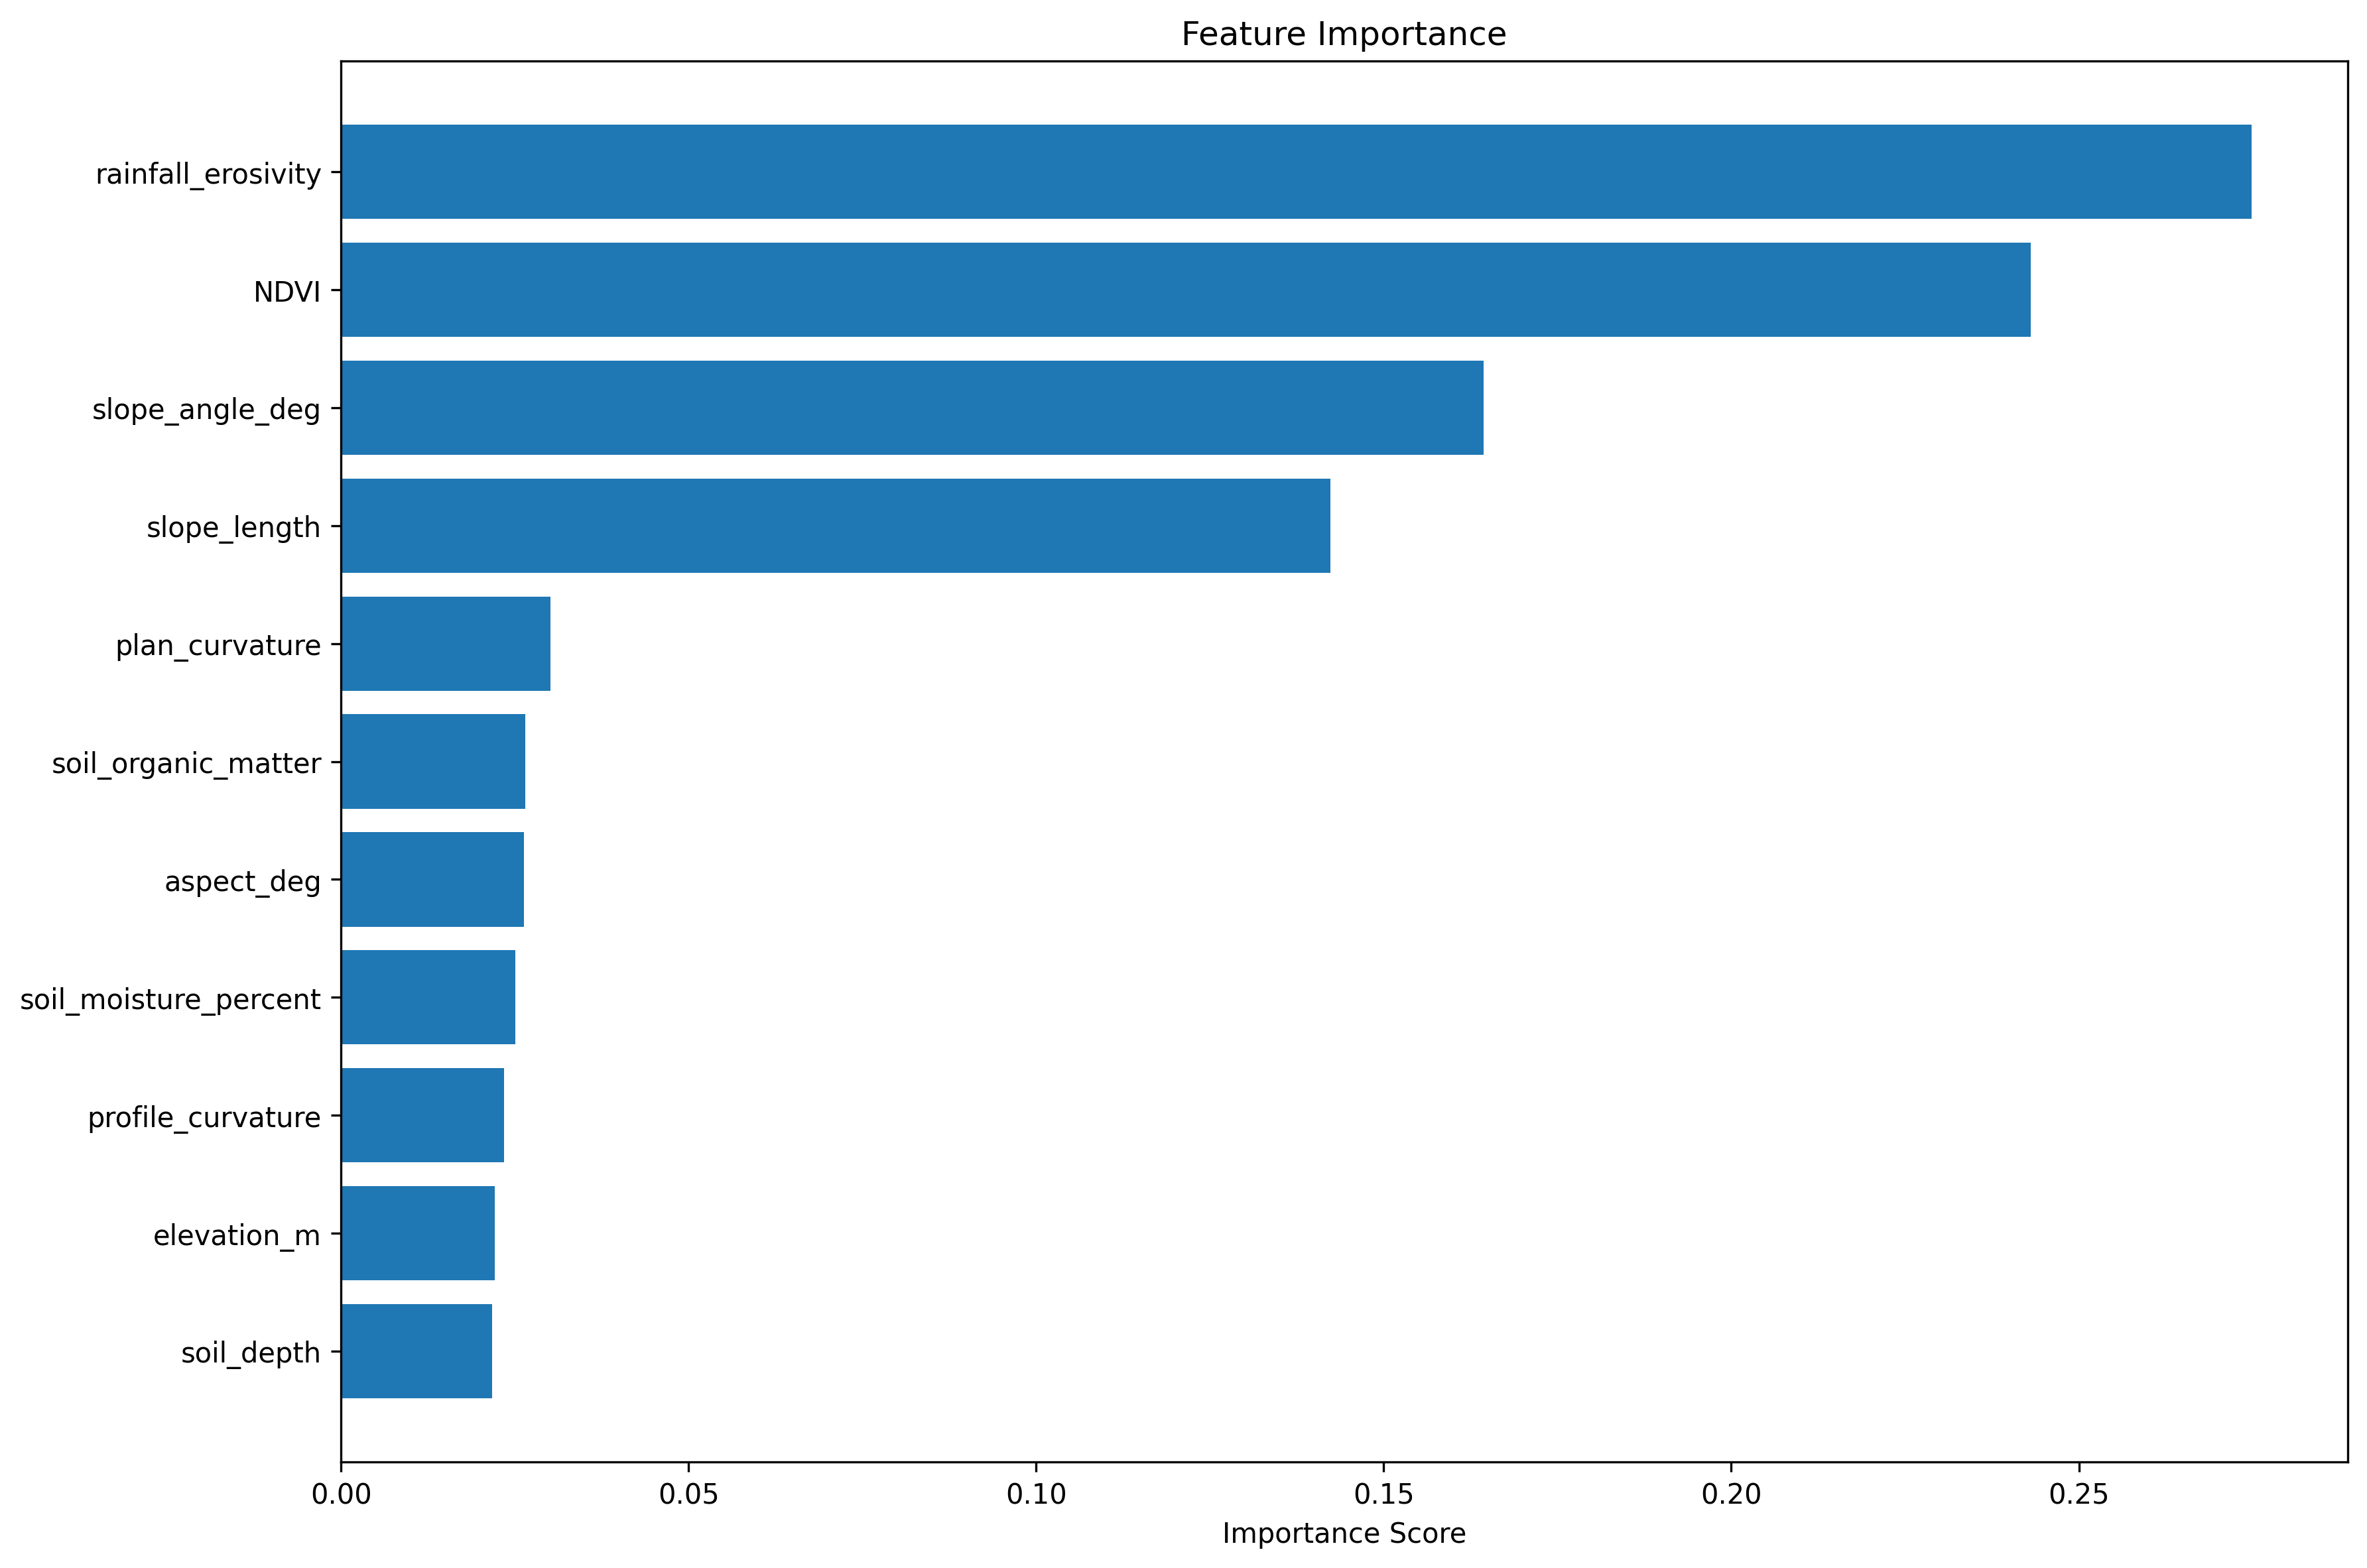 Feature Importance
rainfall_erosivity
NDVI
slope_angle_deg
slope_length
plan_curvature
soil_organic_matter
aspect_deg
soil_moisture_percent
profile_curvature
elevation_m
soil_depth
0.00 0.05 0.10 0.15 0.20 0.25
Importance Score